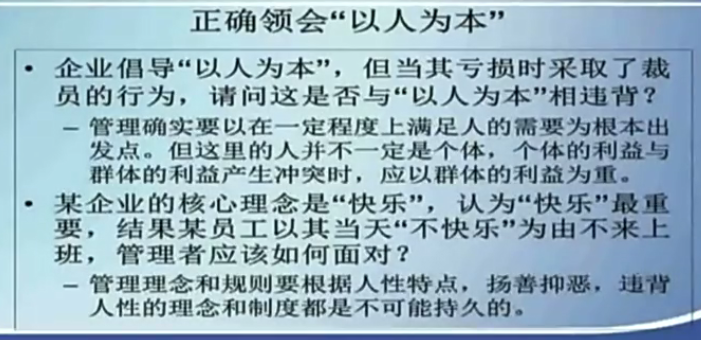 正确领会“以人为本”
• 企业倡导“以人为本”，但当其亏损时采取了裁
员的行为，请问这是否与“以人为本”相违背？
– 管理确实要以在一定程度上满足人的需要为根本出
发点。但这里的人并不一定是个体，个体的利益与
群体的利益产生冲突时，应以群体的利益为重。
• 某企业的核心理念是“快乐”，认为“快乐”最重
要，结果某员工以其当天“不快乐”为由不来上
班，管理者应该如何面对？
– 管理理念和规则要根据人性特点，扬善抑恶，违背
人性的理念和制度都是不可能持久的。